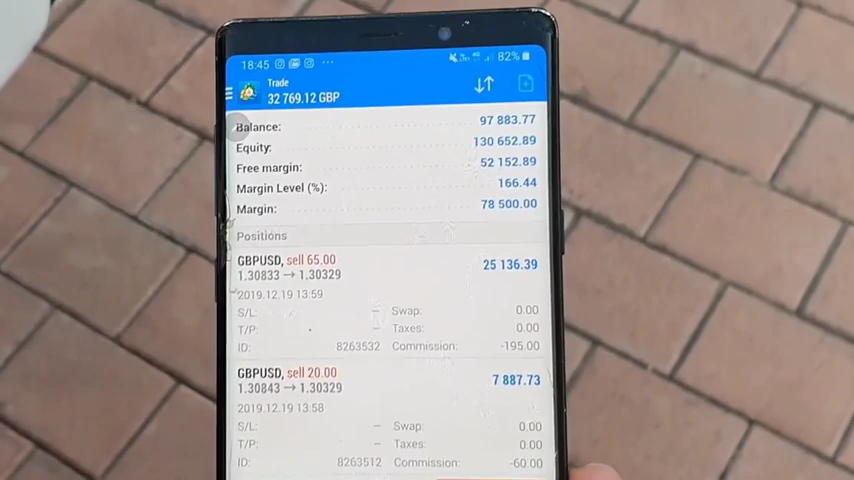 18:45 82%
Trade
32 769.12 GBP
Balance: 97 883.77
Equity: 130 652.89
Free margin: 52 152.89
Margin Level (%): 166.44
Margin: 78 500.00
Positions
GBPUSD, sell 65.00 25 136.39
1.30833 → 1.30329
2019.12.19 13:59
S/L: – Swap: 0.00
T/P: – Taxes: 0.00
ID: 8263532 Commission: -195.00
GBPUSD, sell 20.00 7 887.73
1.30843 → 1.30329
2019.12.19 13:58
S/L: – Swap: 0.00
T/P: – Taxes: 0.00
ID: 8263512 Commission: -60.00